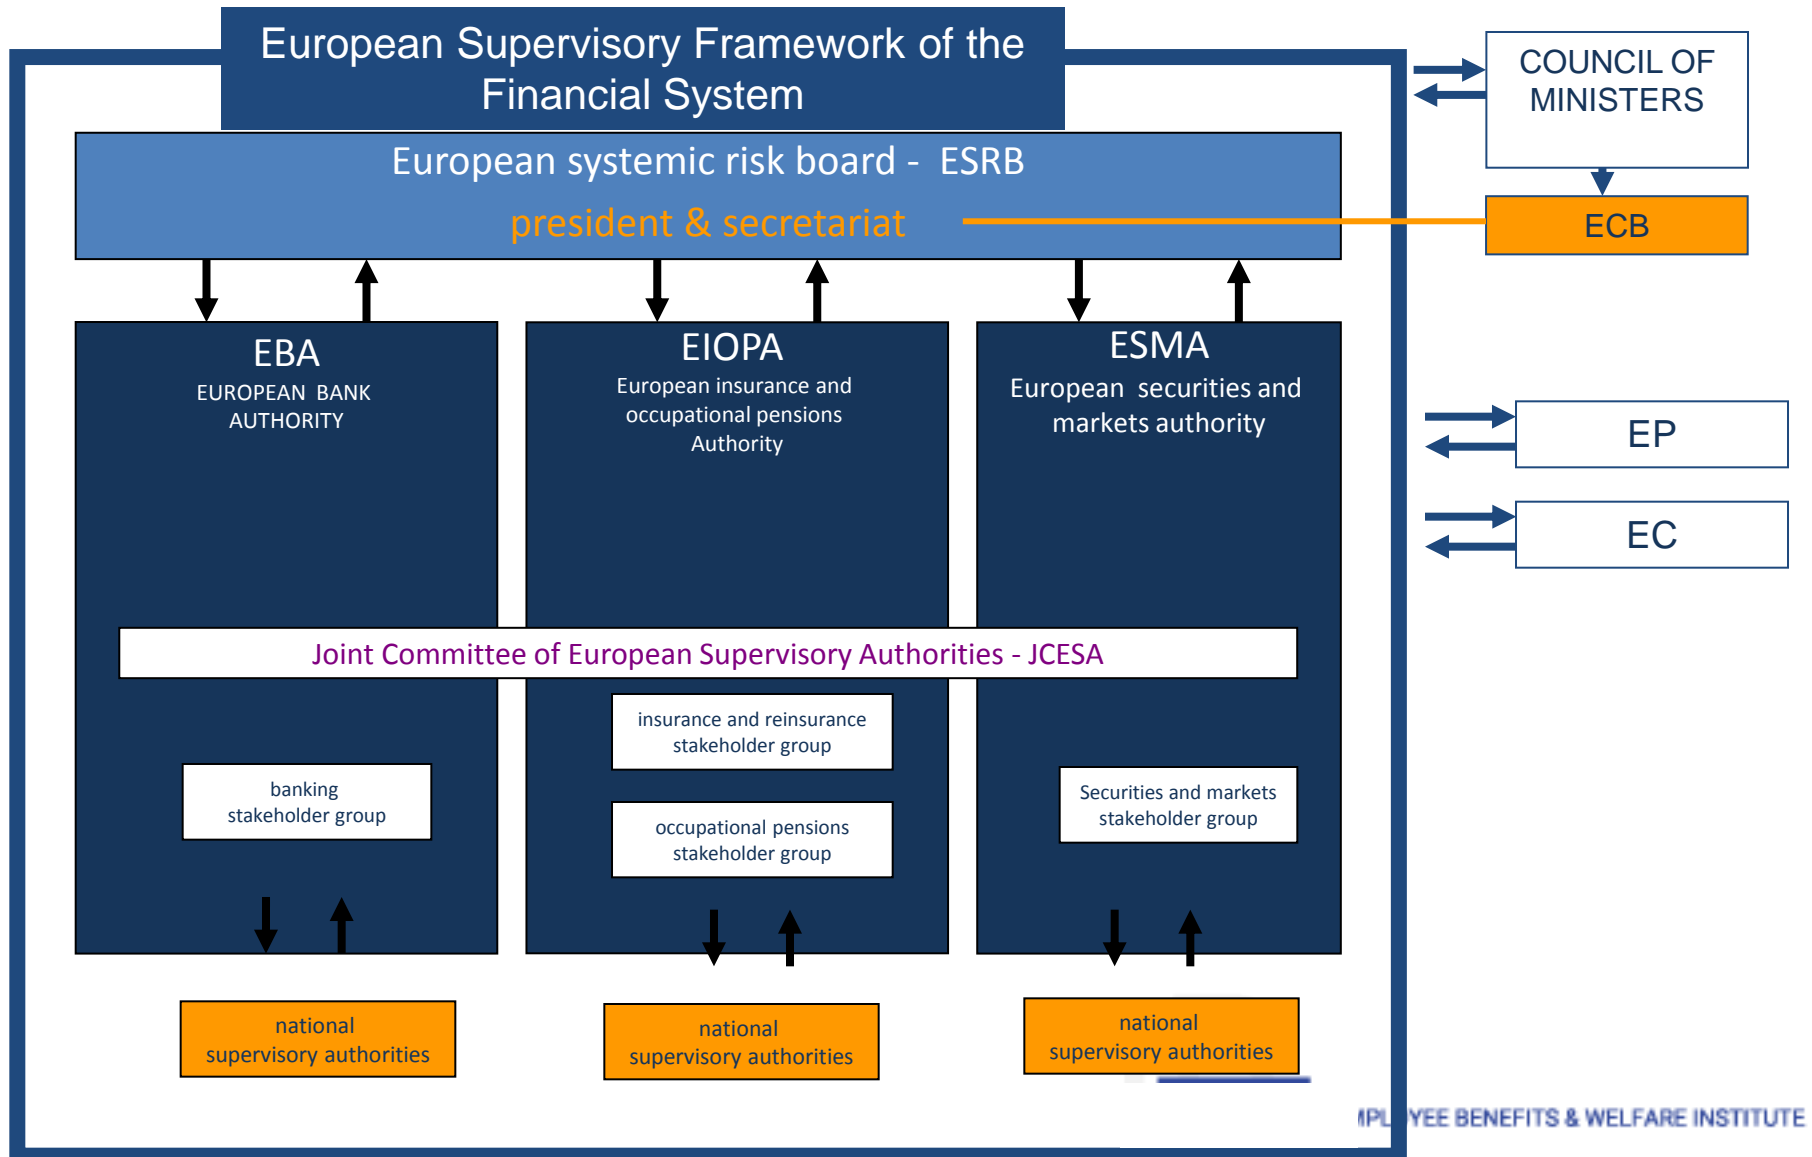 European Supervisory Framework of the
Financial System
European systemic risk board - ESRB
president & secretariat
COUNCIL OF
MINISTERS
ECB
EBA
EUROPEAN BANK
AUTHORITY
EIOPA
European insurance and
occupational pensions
Authority
ESMA
European securities and
markets authority
EP
EC
Joint Committee of European Supervisory Authorities - JCESA
insurance and reinsurance
stakeholder group
banking
stakeholder group
occupational pensions
stakeholder group
Securities and markets
stakeholder group
national
supervisory authorities
national
supervisory authorities
national
supervisory authorities
BENEFITS & WELFARE INSTITUTE